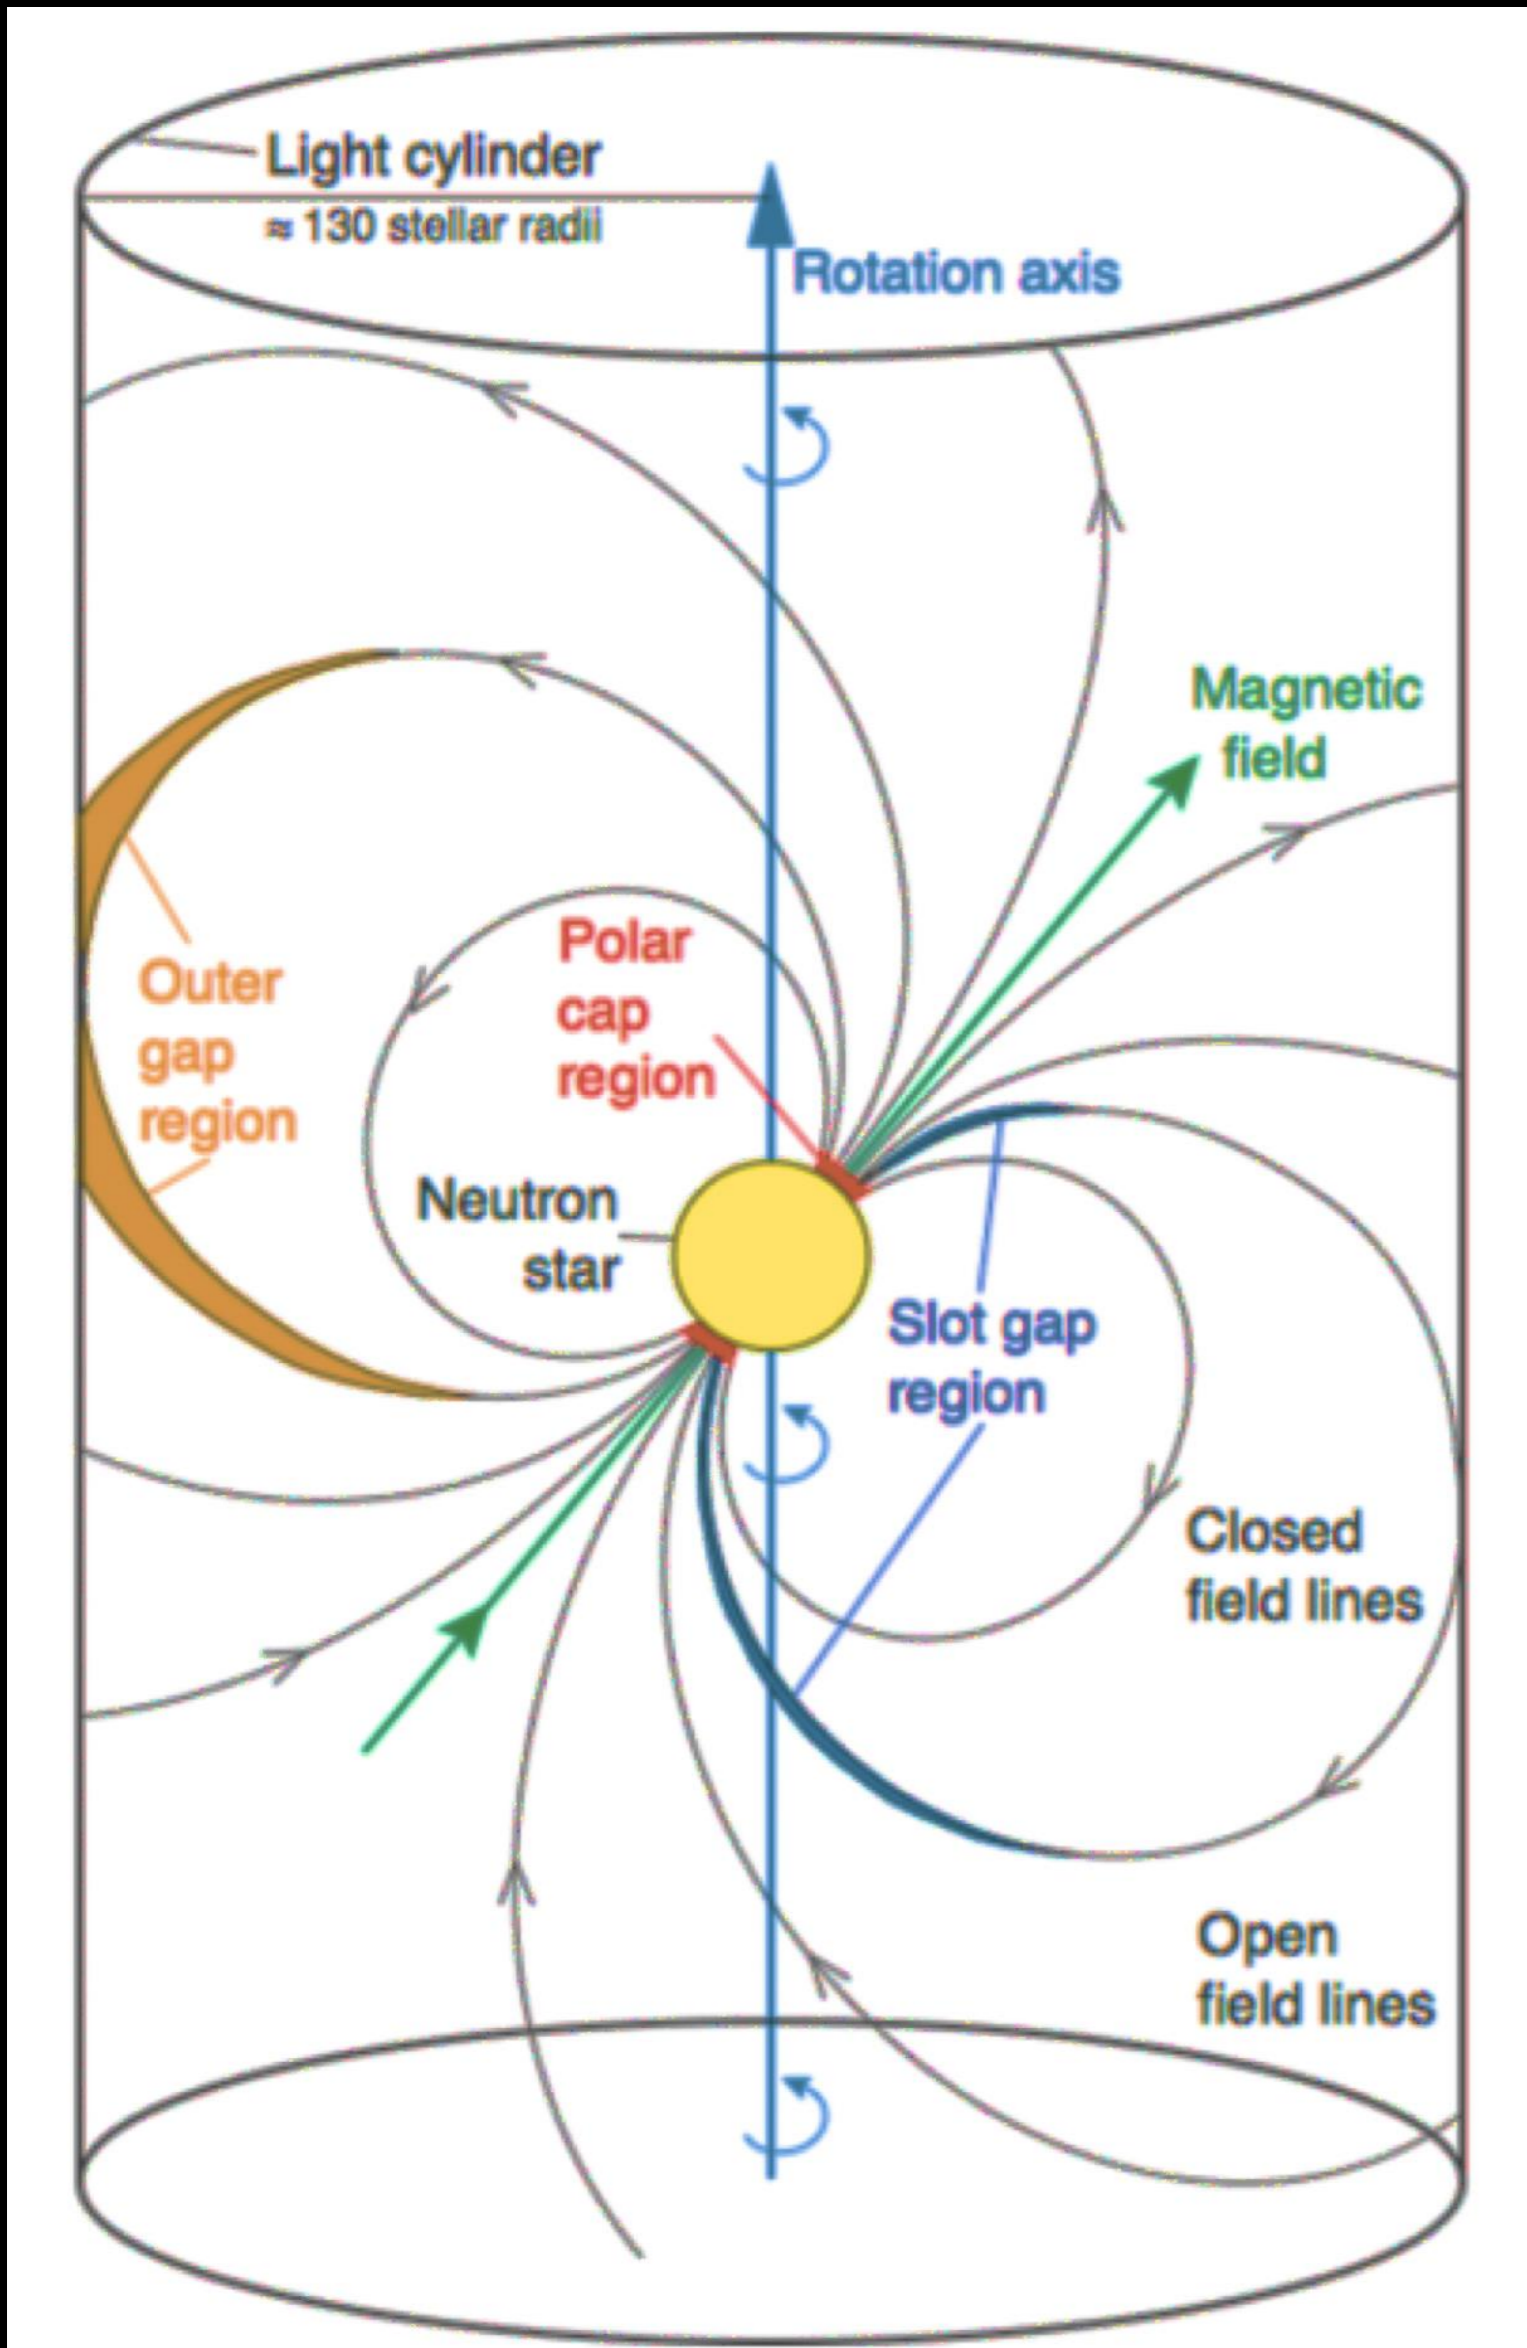 Light cylinder
≈ 130 stellar radii
Rotation axis
Magnetic
field
Polar
cap
region
Outer
gap
region
Neutron
star
Slot gap
region
Closed
field lines
Open
field lines